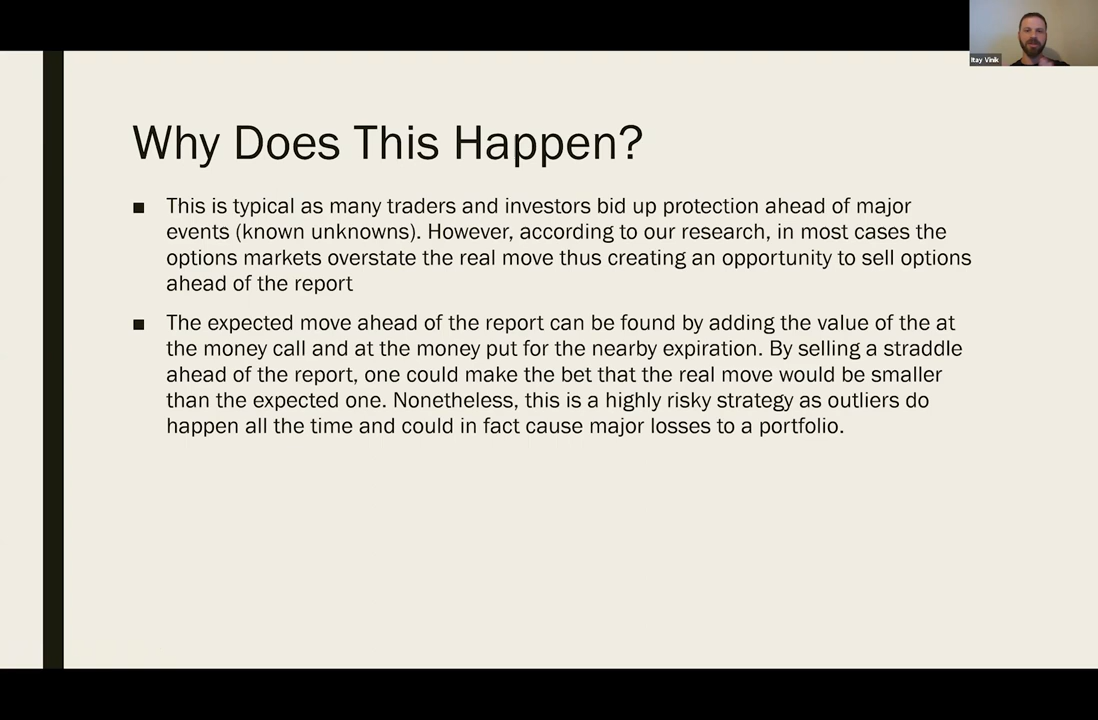 Itay Vinik
Why Does This Happen?
■ This is typical as many traders and investors bid up protection ahead of major
events (known unknowns). However, according to our research, in most cases the
options markets overstate the real move thus creating an opportunity to sell options
ahead of the report
■ The expected move ahead of the report can be found by adding the value of the at
the money call and at the money put for the nearby expiration. By selling a straddle
ahead of the report, one could make the bet that the real move would be smaller
than the expected one. Nonetheless, this is a highly risky strategy as outliers do
happen all the time and could in fact cause major losses to a portfolio.